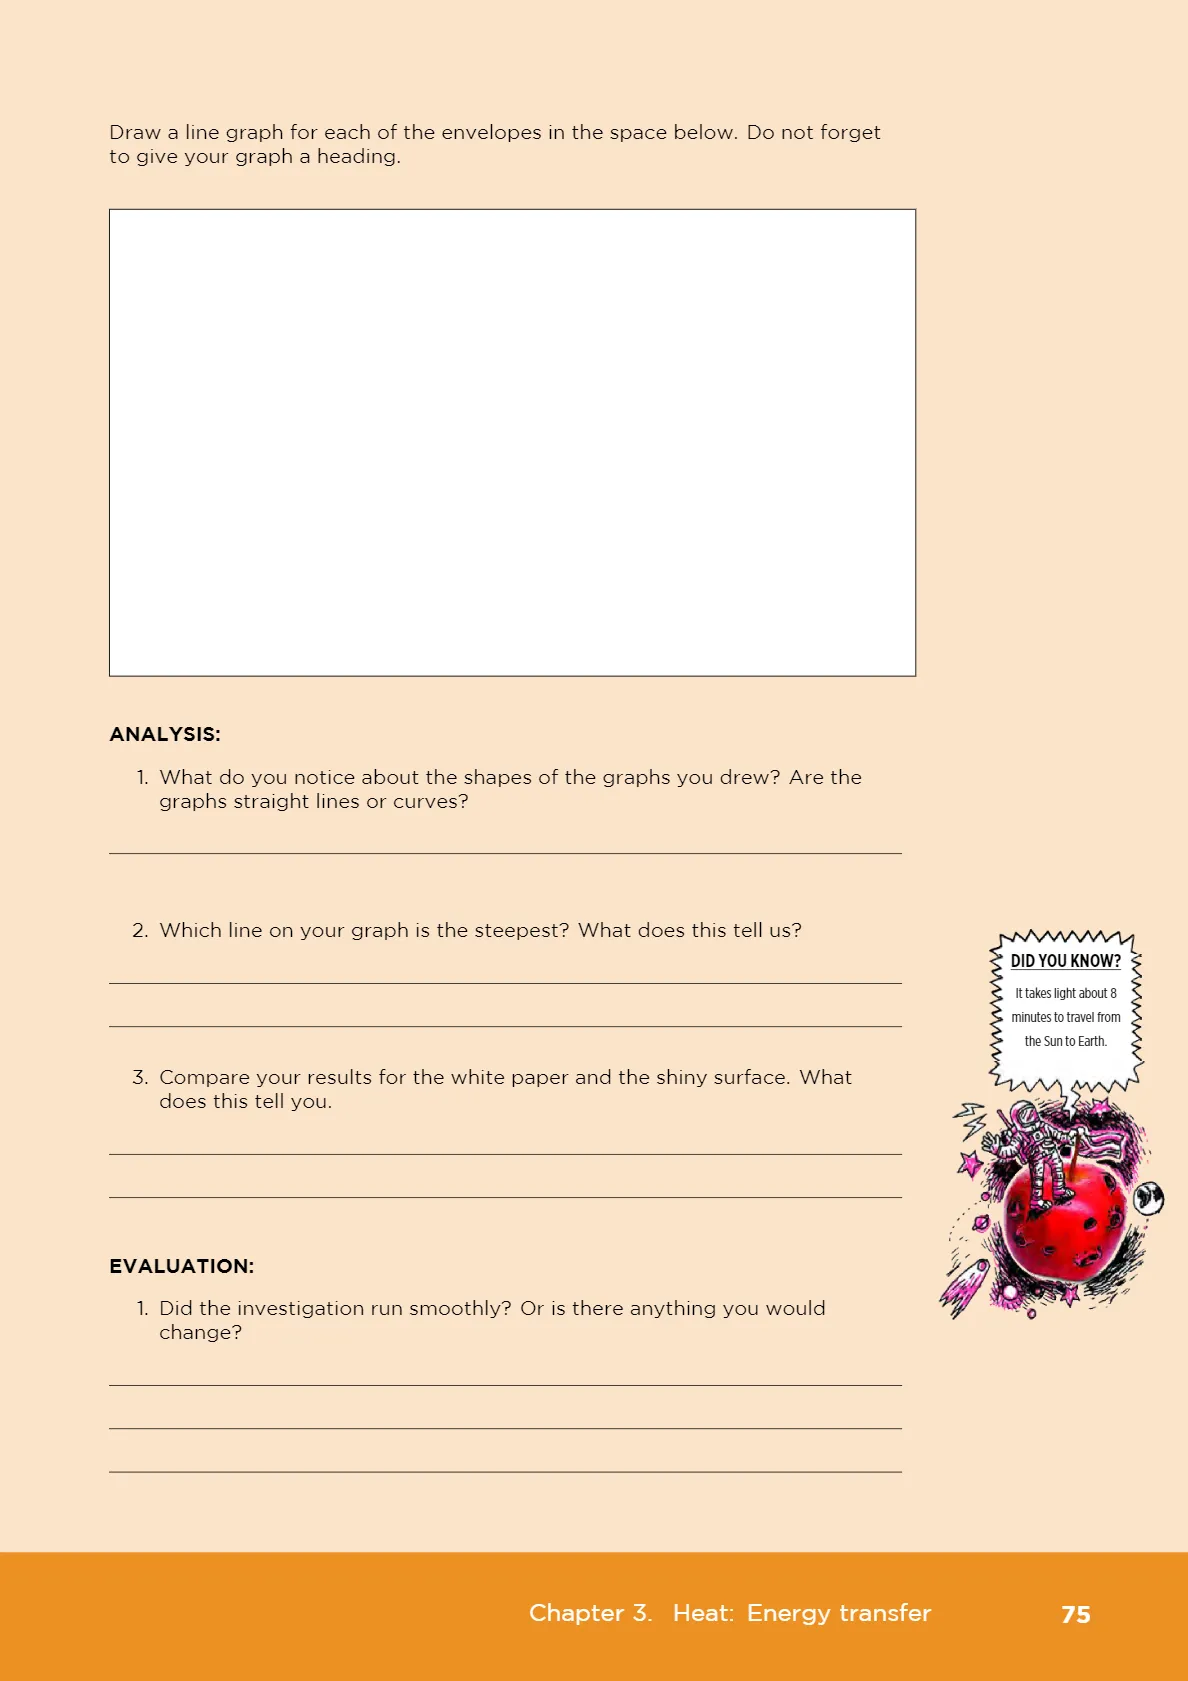 Draw a line graph for each of the envelopes in the space below. Do not forget
to give your graph a heading.
ANALYSIS:
1. What do you notice about the shapes of the graphs you drew? Are the
graphs straight lines or curves?
2. Which line on your graph is the steepest? What does this tell us?
3. Compare your results for the white paper and the shiny surface. What
does this tell you.
DID YOU KNOW?
It takes light about 8
minutes to travel from
the Sun to Earth.
EVALUATION:
1. Did the investigation run smoothly? Or is there anything you would
change?
Chapter 3. Heat: Energy transfer 75